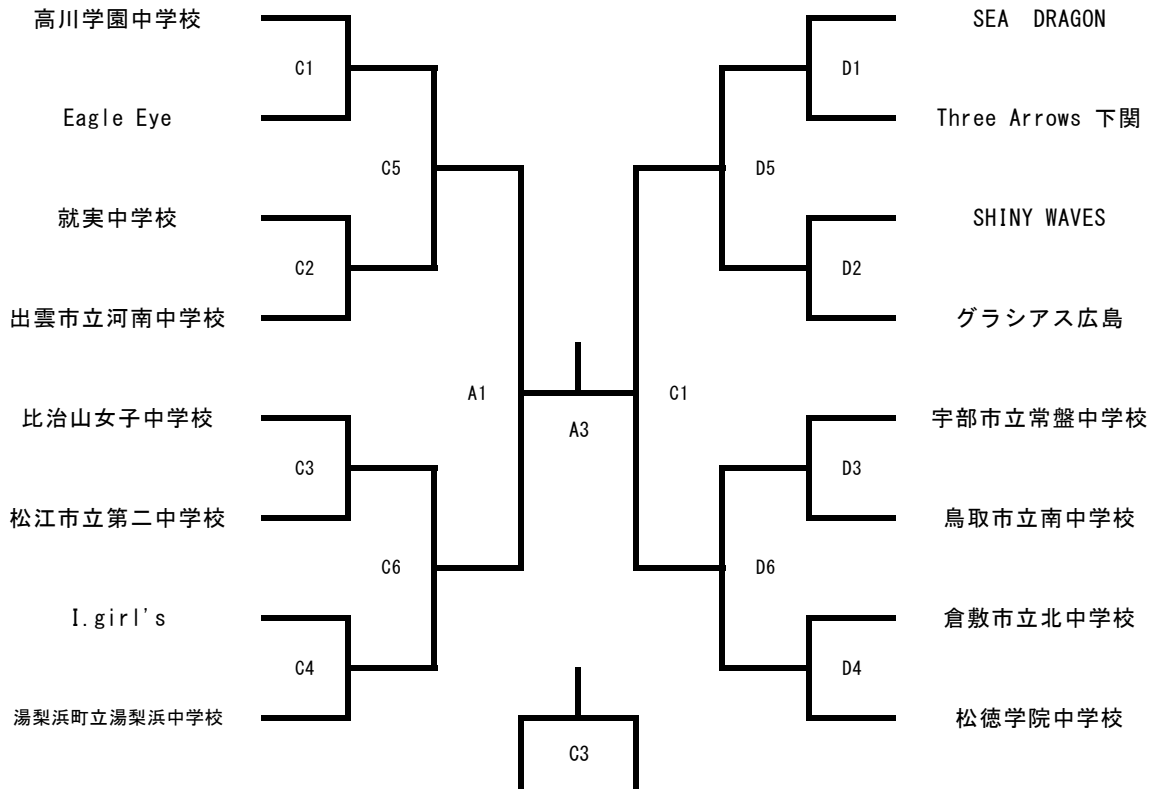 高川学園中学校
SEA DRAGON
C1
D1
Eagle Eye
Three Arrows 下関
C5
D5
就実中学校
SHINY WAVES
C2
D2
出雲市立河南中学校
グラシアス広島
A1
C1
比治山女子中学校
宇部市立常盤中学校
A3
C3
D3
松江市立第二中学校
鳥取市立南中学校
C6
D6
I.girl's
倉敷市立北中学校
C4
D4
湯梨浜町立湯梨浜中学校
松徳学院中学校
C3